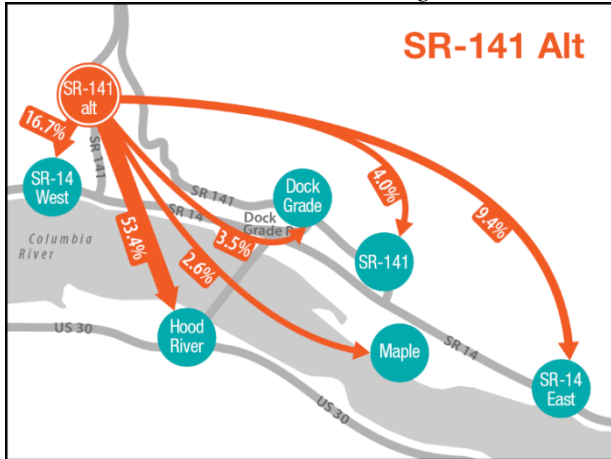 SR-141 Alt
SR-141
alt
16.7%
SR 141
SR-14
West
Columbia
River
53.4%
SR 14
SR 141
Dock
Grade
Dock
Grade R
3.5%
2.6%
4.0%
9.4%
SR-141
Hood
River
US 30
Maple
SR 14
SR-14
East
US 30